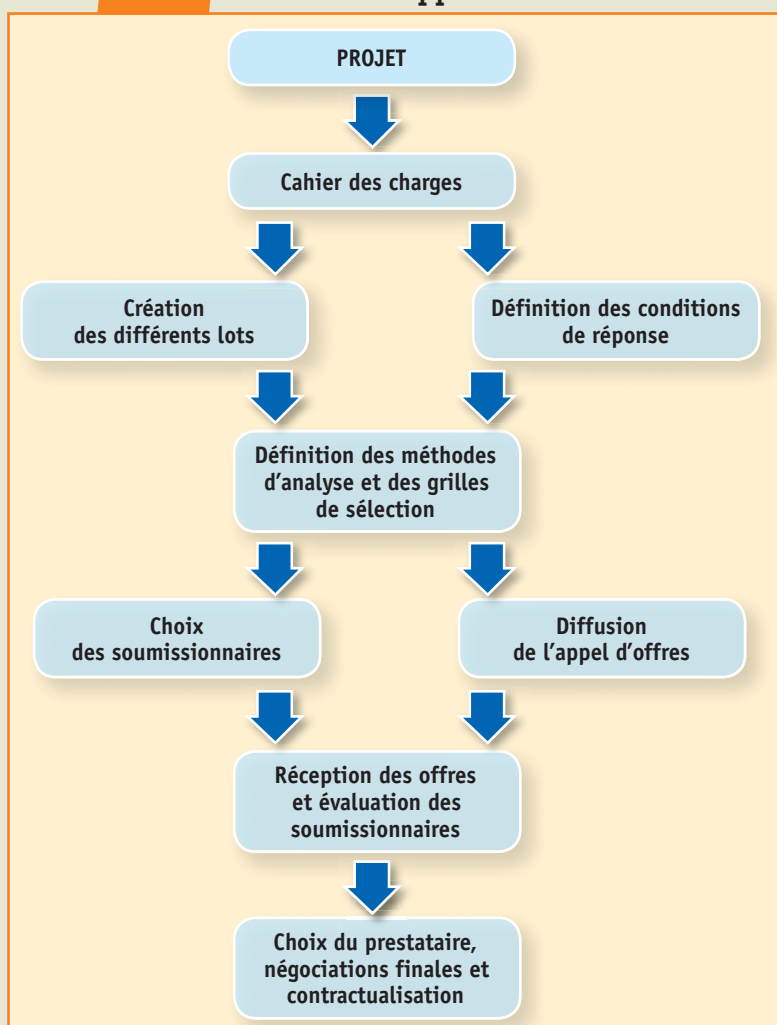 PROJET
Cahier des charges
Création
des différents lots
Définition des conditions
de réponse
Définition des méthodes
d'analyse et des grilles
de sélection
Choix
des soumissionnaires
Diffusion
de l'appel d'offres
Réception des offres
et évaluation des
soumissionnaires
Choix du prestataire,
négociations finales et
contractualisation